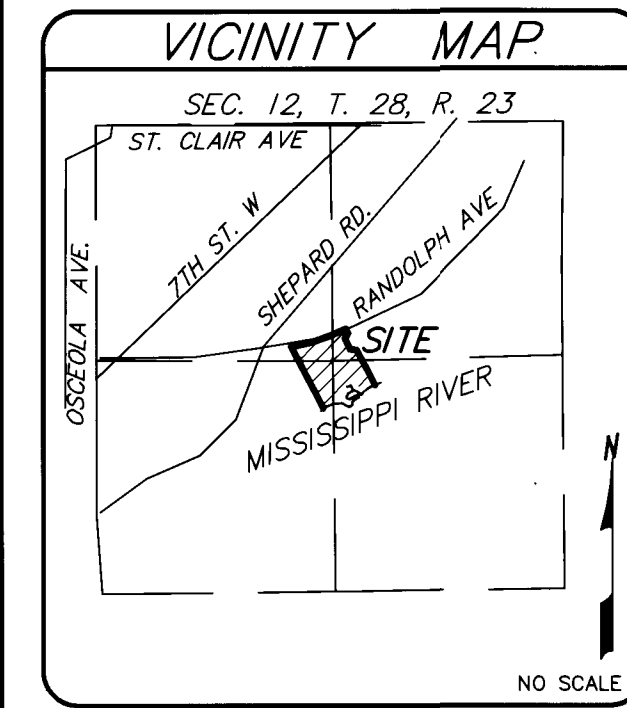 VICINITY MAP
SEC. 12, T. 28, R. 23
ST. CLAIR AVE
7TH ST. W
SHEPARD RD.
RANDOLPH AVE
OSCEOLA AVE.
SITE
MISSISSIPPI RIVER
N
NO SCALE